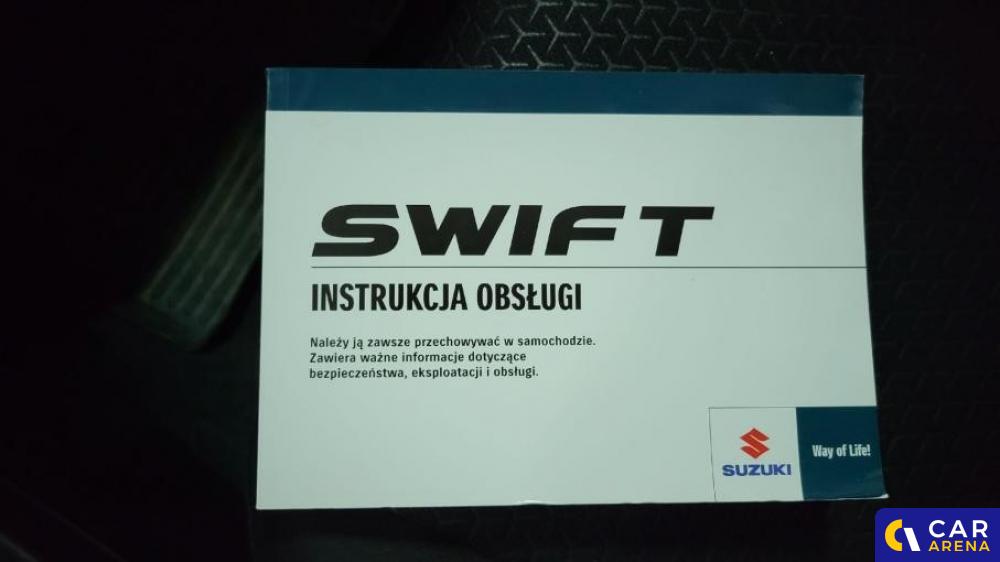 SWIFT
INSTRUKCJA OBSŁUGI
Należy ją zawsze przechowywać w samochodzie.
Zawiera ważne informacje dotyczące
bezpieczeństwa, eksploatacji i obsługi.
SUZUKI
Way of Life!
CAR
ARENA